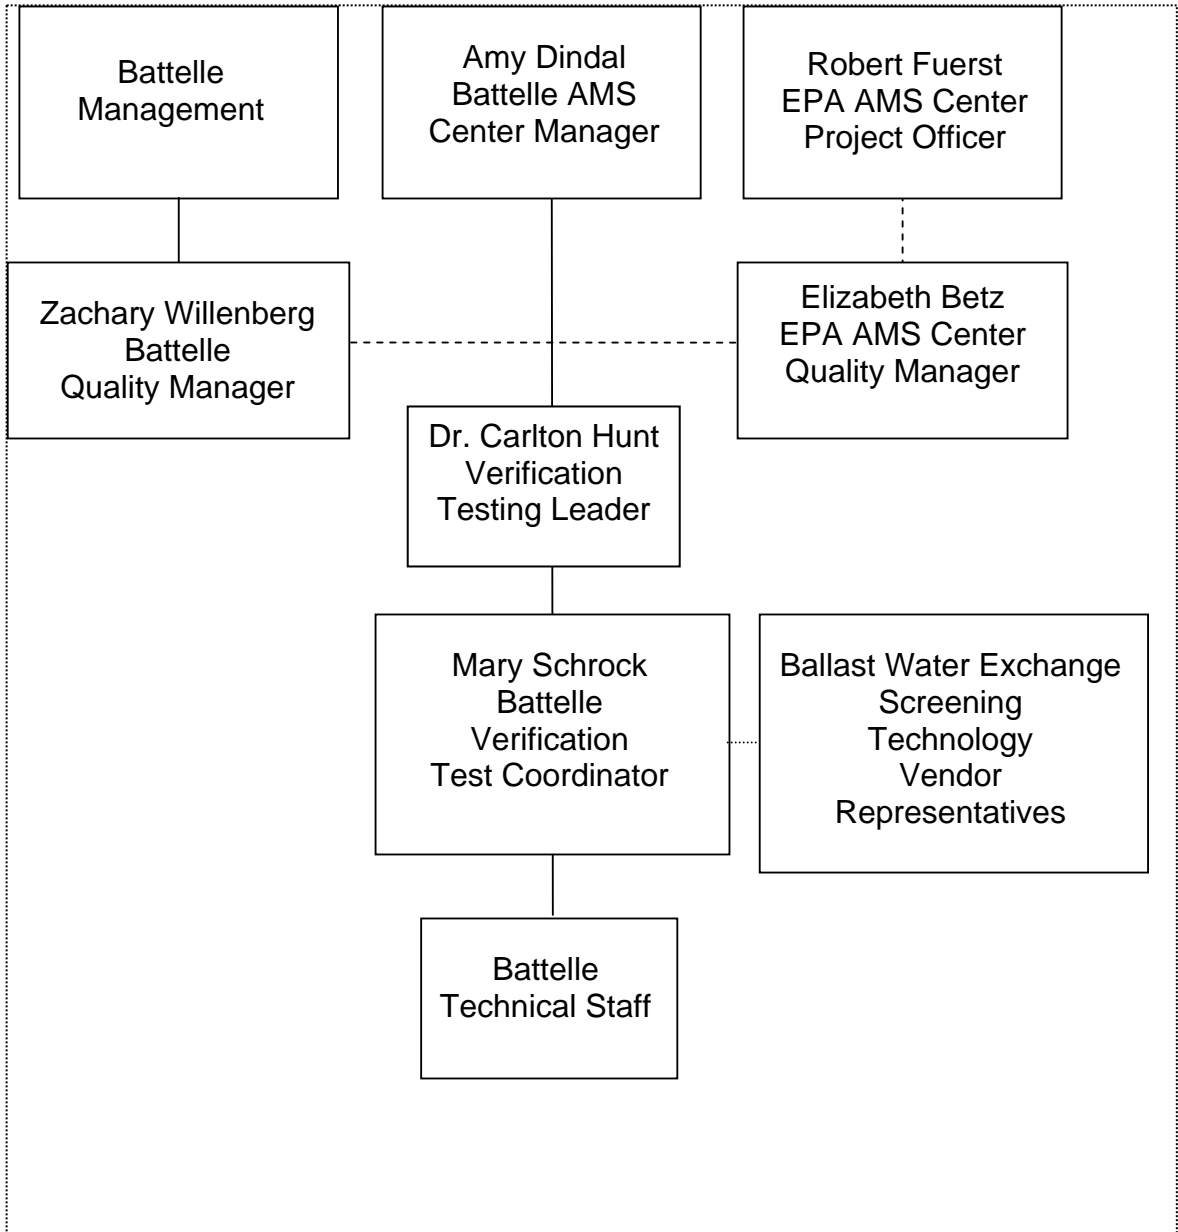 Battelle
Management
Amy Dindal
Battelle AMS
Center Manager
Robert Fuerst
EPA AMS Center
Project Officer
Zachary Willenberg
Battelle
Quality Manager
Elizabeth Betz
EPA AMS Center
Quality Manager
Dr. Carlton Hunt
Verification
Testing Leader
Mary Schrock
Battelle
Verification
Test Coordinator
Ballast Water Exchange
Screening
Technology
Vendor
Representatives
Battelle
Technical Staff